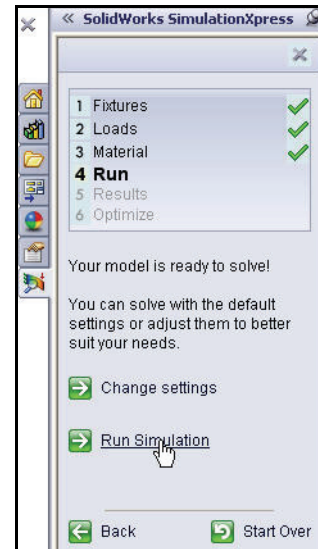 « SolidWorks SimulationXpress
1 Fixtures
2 Loads
3 Material
4 Run
5 Results
6 Optimize
Your model is ready to solve!
You can solve with the default
settings or adjust them to better
suit your needs.
Change settings
Run Simulation
Back Start Over